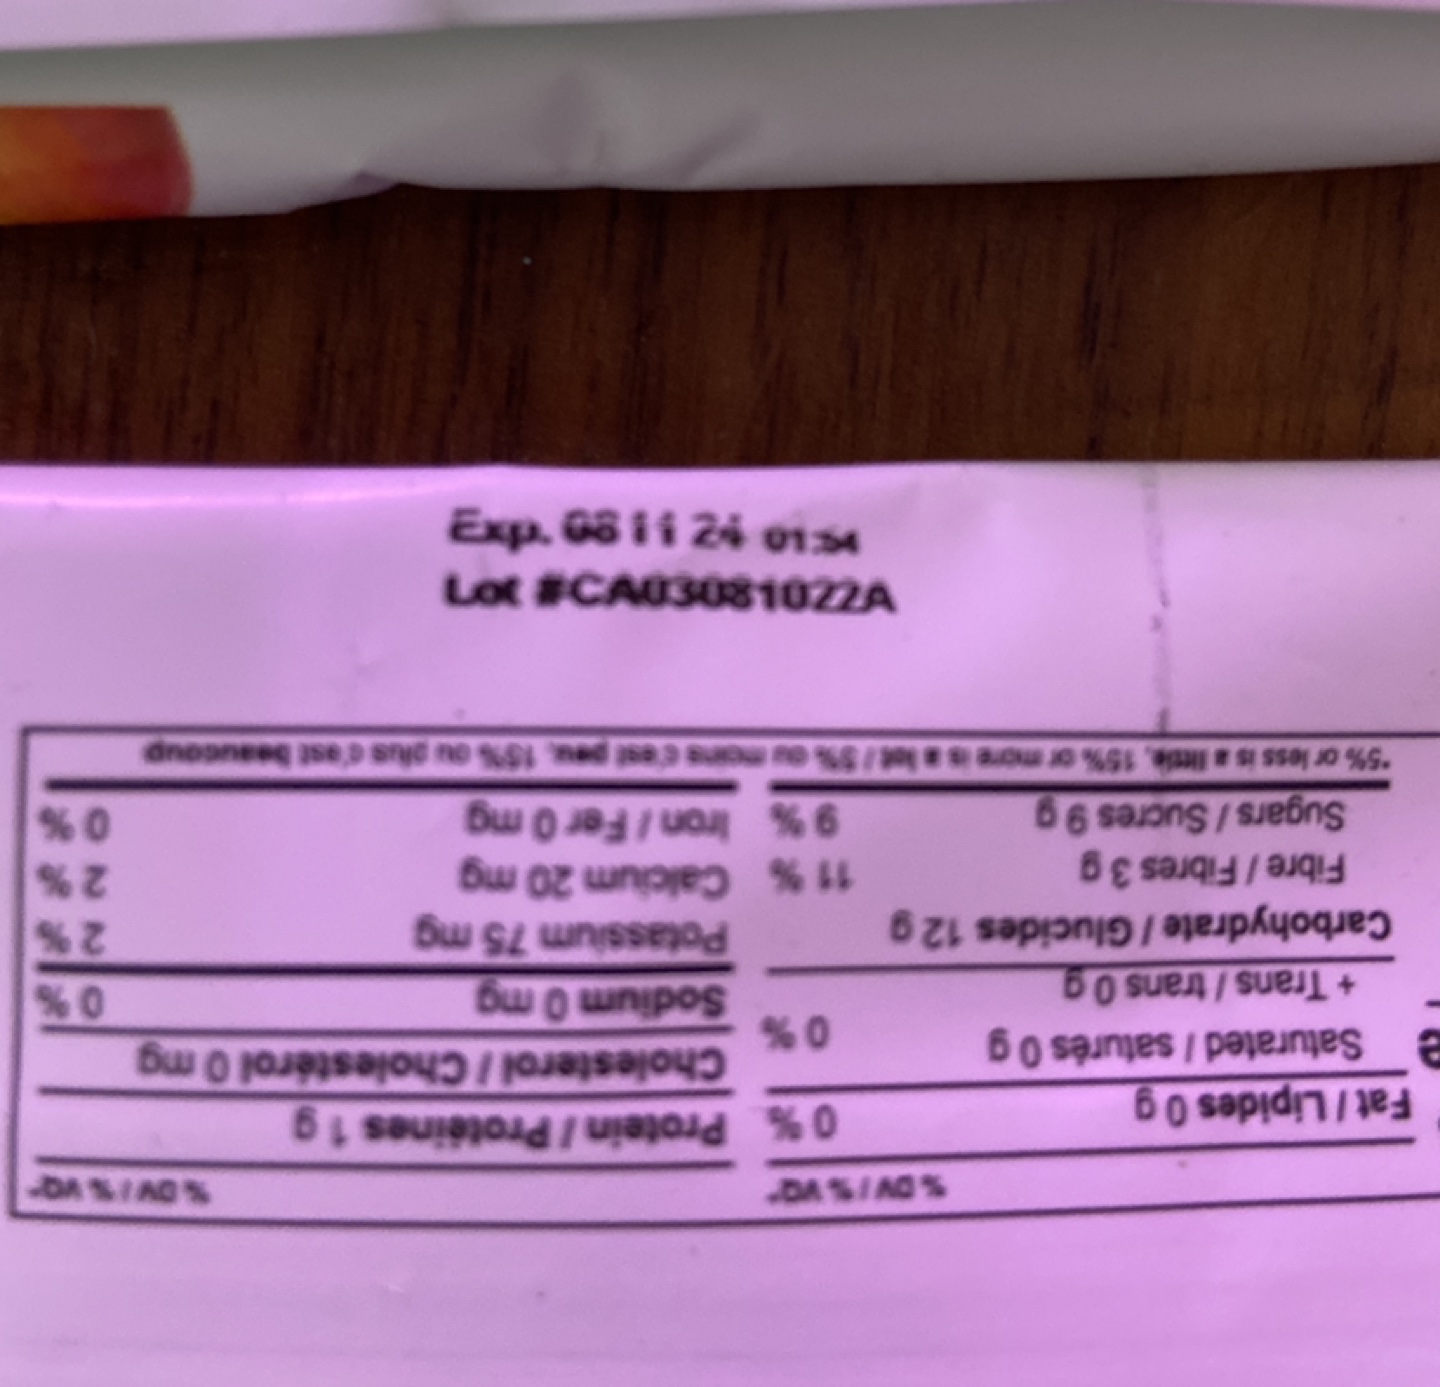 Exp. 08 11 24 01:54
Lot #CA03081022A
% DV / % VQ*
Fat / Lipides 0 g 0 %
Saturated / saturés 0 g
+ Trans / trans 0 g
0 %
Carbohydrate / Glucides 12 g
Fibre / Fibres 3 g 11 %
Sugars / Sucres 9 g 9 %
% DV / % VQ*
Protein / Protéines 1 g
Cholesterol / Cholestérol 0 mg
Sodium 0 mg 0 %
Potassium 75 mg 2 %
Calcium 20 mg 2 %
Iron / Fer 0 mg 0 %
*5% or less is a little, 15% or more is a lot / 5% ou moins c'est peu, 15% ou plus c'est beaucoup